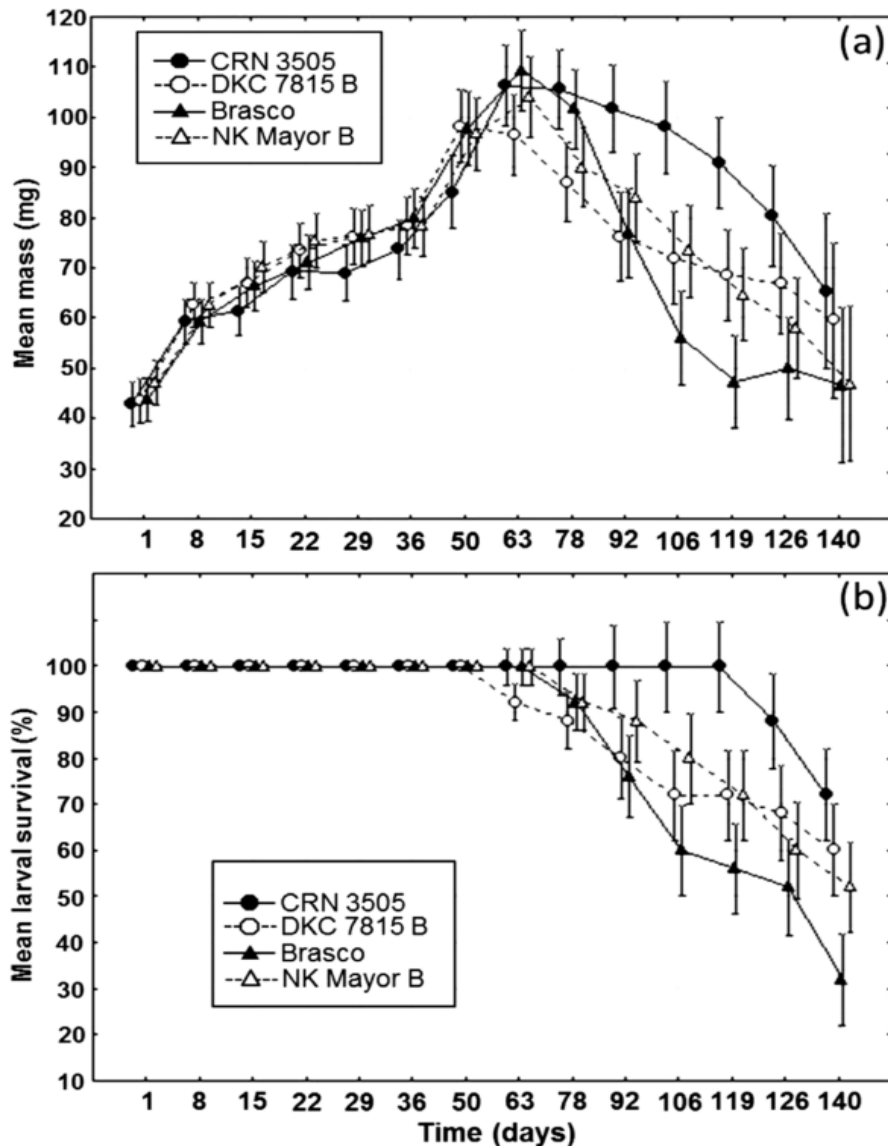 (a)
CRN 3505
DKC 7815 B
Brasco
NK Mayor B
Mean mass (mg)
120
110
100
90
80
70
60
50
40
30
20
1 8 15 22 29 36 50 63 78 92 106 119 126 140
(b)
Mean larval survival (%)
100
90
80
70
60
50
40
30
20
10
CRN 3505
DKC 7815 B
Brasco
NK Mayor B
1 8 15 22 29 36 50 63 78 92 106 119 126 140
Time (days)